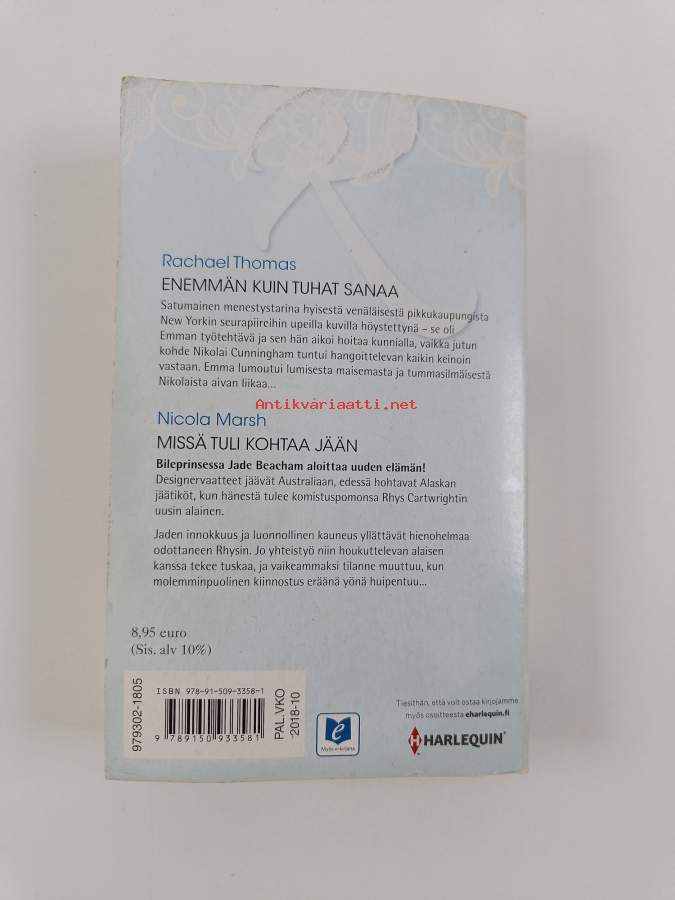 Rachael Thomas
ENEMMÄN KUIN TUHAT SANAA
Satumainen menestystarina hyisestä venäläisestä pikkukaupungista
New Yorkin seurapiireihin upeilla kuvilla höystettynä – se oli
Emman työtehtävä ja sen hän aikoi hoitaa kunnialla, vaikka jutun
kohde Nikolai Cunningham tuntui hangoittelevan kaikin keinoin
vastaan. Emma lumoutui lumisesta maisemasta ja tummasilmäisestä
Nikolaista aivan liikaa...
Antikvariaatti.net
Nicola Marsh
MISSÄ TULI KOHTAA JÄÄN
Bileprinsessa Jade Beacham aloittaa uuden elämän!
Designervaatteet jäävät Australiaan, edessä hohtavat Alaskan
jäätiköt, kun hänestä tulee komistuspomonsa Rhys Cartwrightin
uusin alainen.
Jaden innokkuus ja luonnollinen kauneus yllättävät hienohelmaa
odottaneen Rhysin. Jo yhteistyö niin houkuttelevan alaisen
kanssa tekee tuskaa, ja vaikeammaksi tilanne muuttuu, kun
molemminpuolinen kiinnostus eräänä yönä huipentuu...
8,95 euro
(Sis. alv 10%)
979302-1805
ISBN 978-91-509-3358-1
9 789150 933581
PAL.VKO
-2018-10
e
Myös e-kirjana
Tiesithän, että voit ostaa kirjojamme
myös osoitteesta eharlequin.fi
HARLEQUIN®